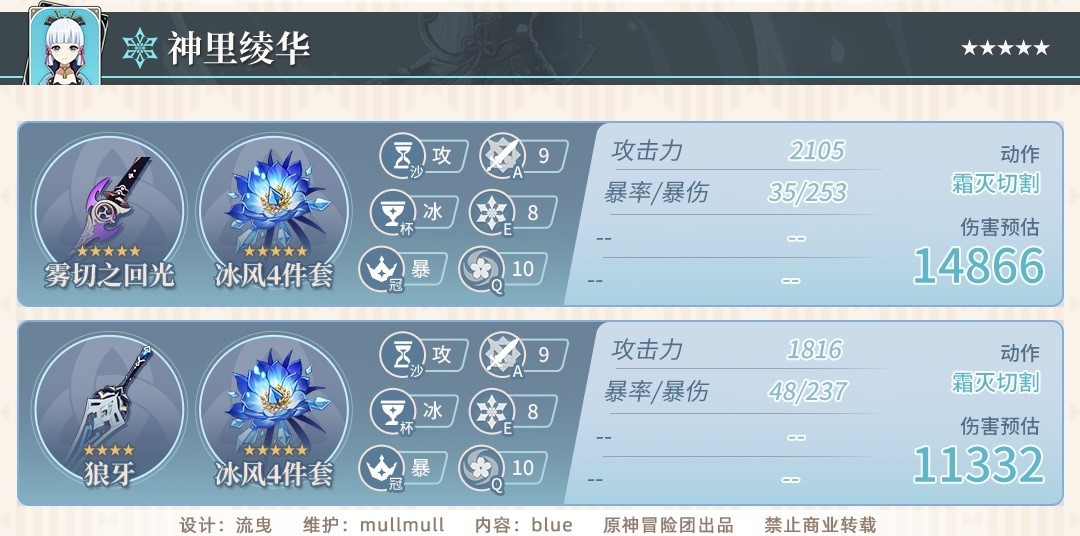 神里绫华
★★★★★
雾切之回光
冰风4件套
沙 攻
A 9
杯 冰
E 8
冠 暴
Q 10
攻击力 2105
暴率/暴伤 35/253
-- --
-- --
动作
霜灭切割
伤害预估
14866
狼牙
冰风4件套
沙 攻
A 9
杯 冰
E 8
冠 暴
Q 10
攻击力 1816
暴率/暴伤 48/237
-- --
-- --
动作
霜灭切割
伤害预估
11332
设计：流曳 维护：mullmull 内容：blue 原神冒险团出品 禁止商业转载